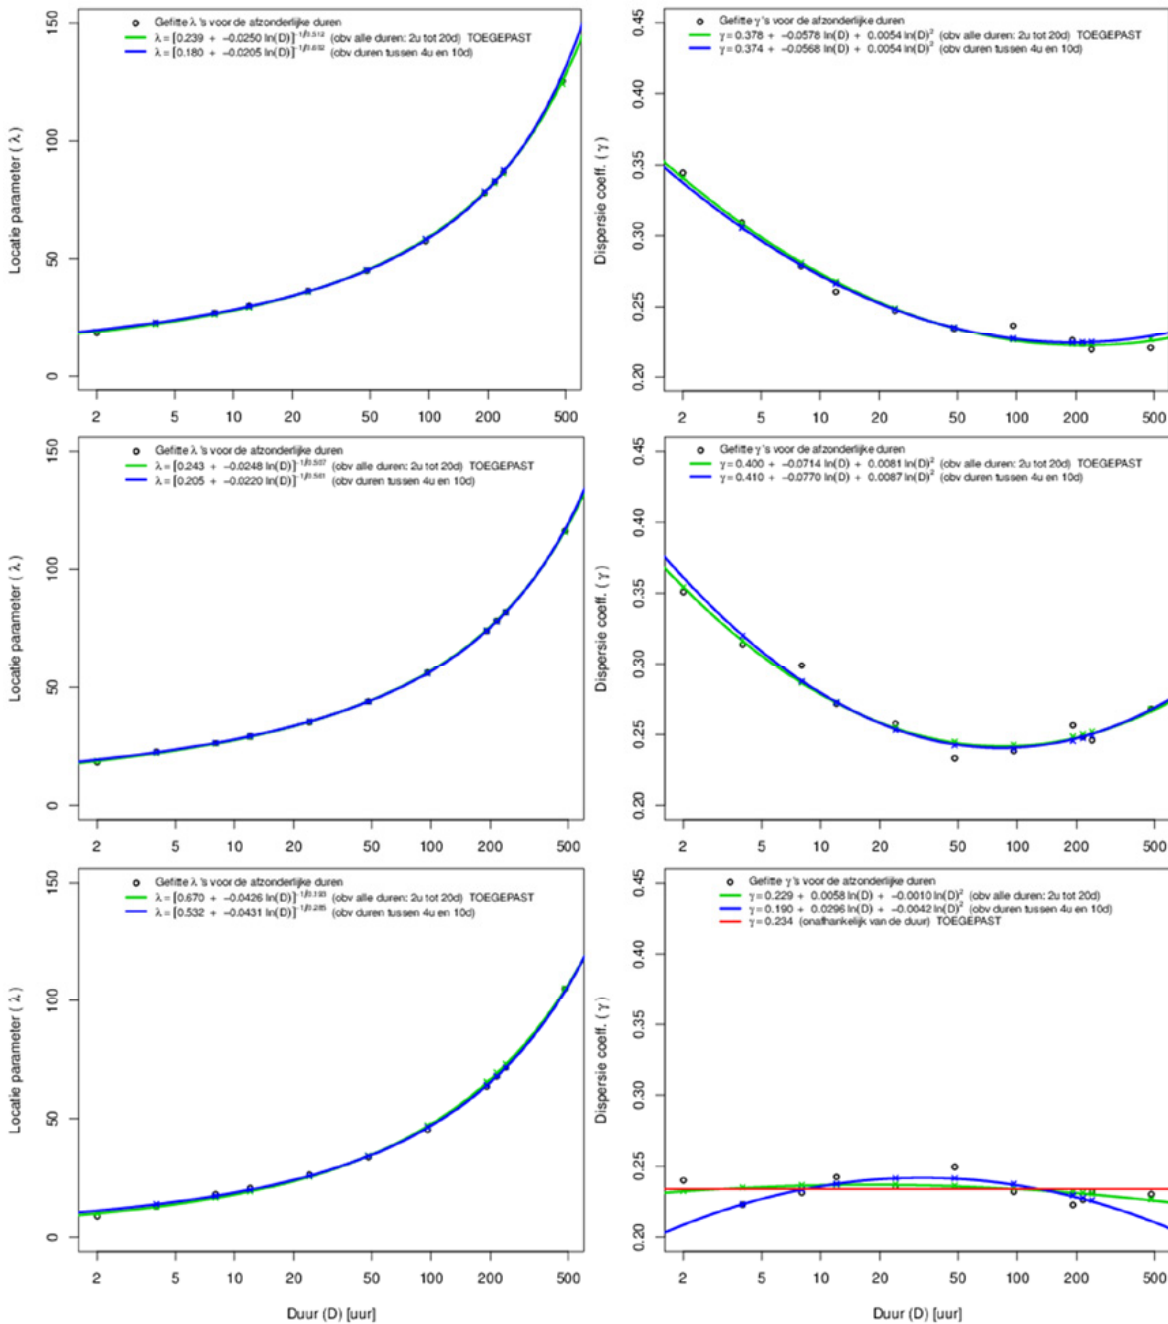 Gefitte λ's voor de afzonderlijke duren
λ = [0.239 + −0.0250 ln(D)]^−1/0.512 (obv alle duren: 2u tot 20d) TOEGEPAST
λ = [0.180 + −0.0205 ln(D)] (obv duren tussen 4u en 10d)
Locatie parameter ( λ )
0 50 100 150
2 5 10 20 50 100 200 500
Gefitte γ's voor de afzonderlijke duren
γ = 0.378 + −0.0578 ln(D) + 0.0054 ln(D)² (obv alle duren: 2u tot 20d) TOEGEPAST
γ = 0.374 + −0.0568 ln(D) + 0.0054 ln(D)² (obv duren tussen 4u en 10d)
Dispersie coeff. ( γ )
0.20 0.25 0.30 0.35 0.40 0.45
2 5 10 20 50 100 200 500
Gefitte λ's voor de afzonderlijke duren
λ = [0.243 + −0.0248 ln(D)]^−1/0.507 (obv alle duren: 2u tot 20d) TOEGEPAST
λ = [0.205 + −0.0220 ln(D)]^−1/0.561 (obv duren tussen 4u en 10d)
Locatie parameter ( λ )
0 50 100 150
2 5 10 20 50 100 200 500
Gefitte γ's voor de afzonderlijke duren
γ = 0.400 + −0.0714 ln(D) + 0.0081 ln(D)² (obv alle duren: 2u tot 20d) TOEGEPAST
γ = 0.410 + −0.0770 ln(D) + 0.0087 ln(D)² (obv duren tussen 4u en 10d)
Dispersie coeff. ( γ )
0.20 0.25 0.30 0.35 0.40 0.45
2 5 10 20 50 100 200 500
Gefitte λ's voor de afzonderlijke duren
λ = [0.670 + −0.0426 ln(D)]^−1/0.193 (obv alle duren: 2u tot 20d) TOEGEPAST
λ = [0.532 + −0.0431 ln(D)]^−1/0.285 (obv duren tussen 4u en 10d)
Locatie parameter ( λ )
0 50 100 150
2 5 10 20 50 100 200 500
Duur (D) [uur]
Gefitte γ's voor de afzonderlijke duren
γ = 0.229 + 0.0058 ln(D) + −0.0010 ln(D)² (obv alle duren: 2u tot 20d)
γ = 0.190 + 0.0296 ln(D) + −0.0042 ln(D)² (obv duren tussen 4u en 10d)
γ = 0.234 (onafhankelijk van de duur) TOEGEPAST
Dispersie coeff. ( γ )
0.20 0.25 0.30 0.35 0.40 0.45
2 5 10 20 50 100 200 500
Duur (D) [uur]